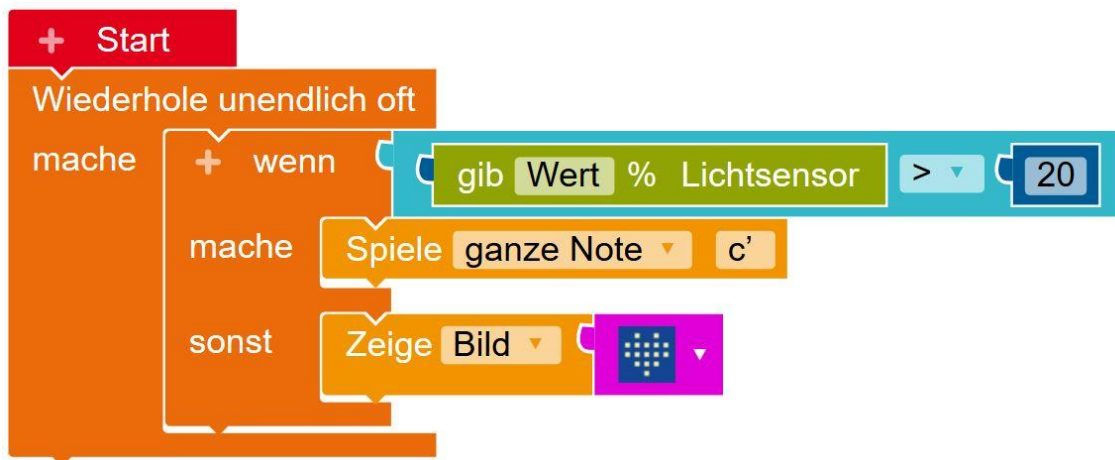 + Start
Wiederhole unendlich oft
mache + wenn gib Wert % Lichtsensor > 20
mache Spiele ganze Note c’
sonst Zeige Bild